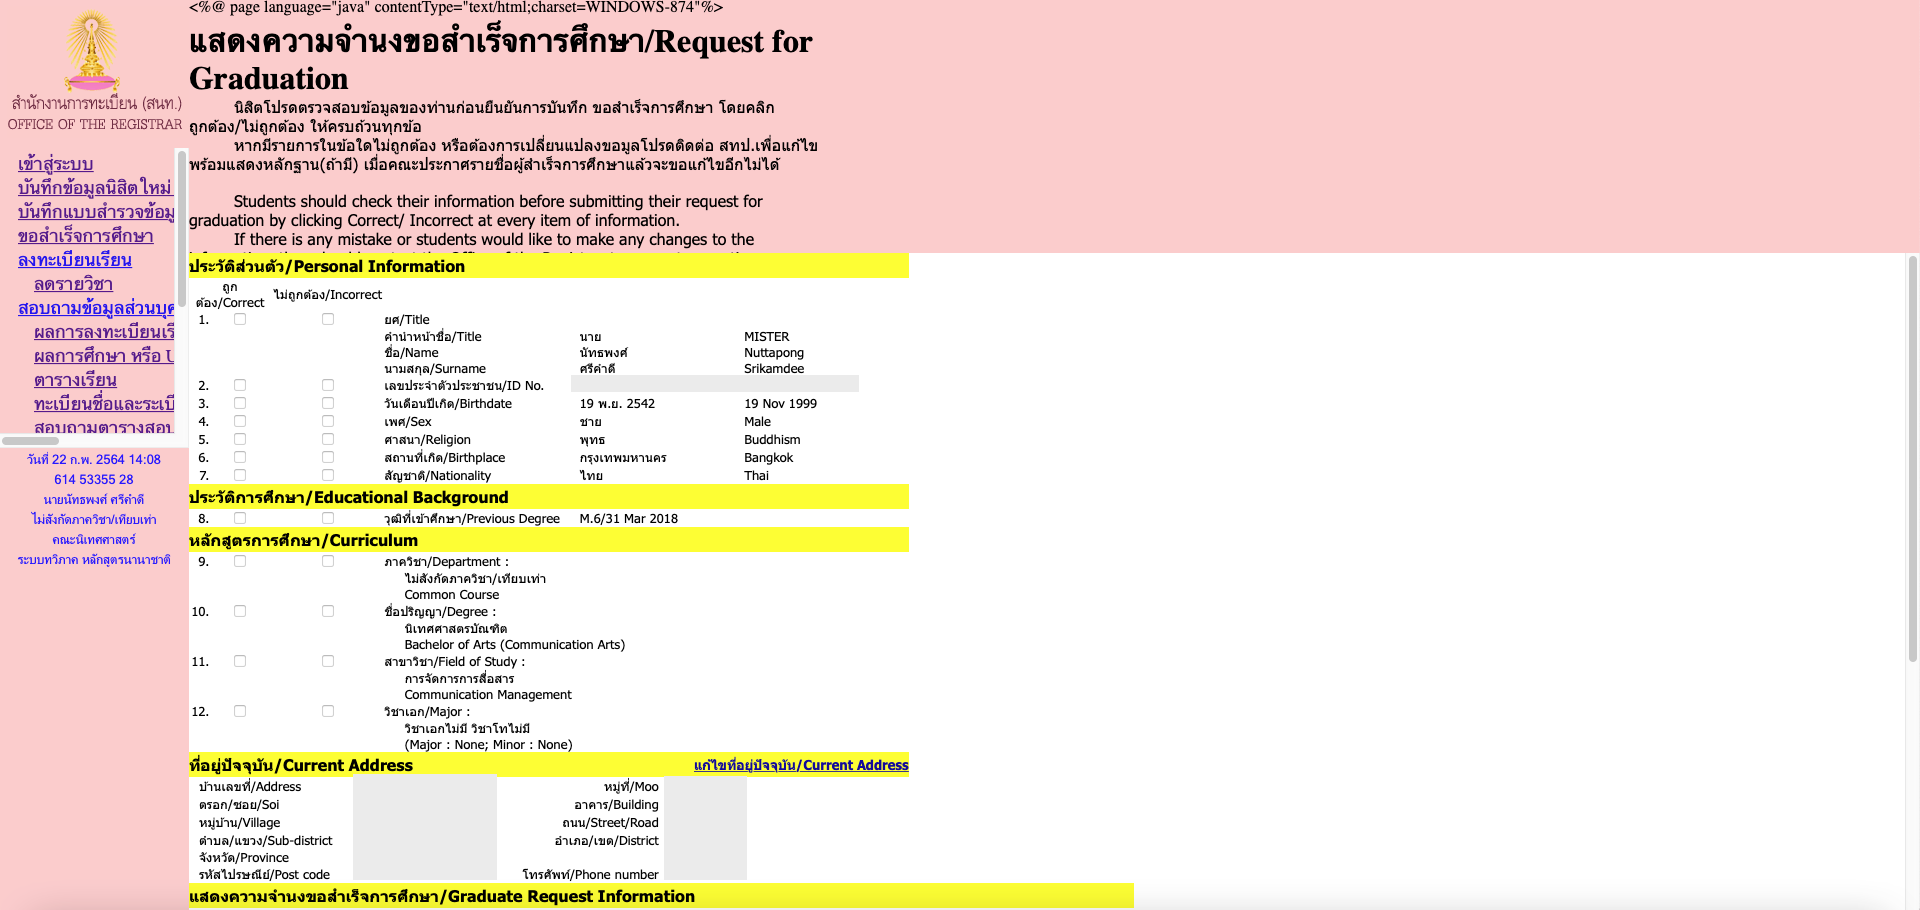 <%@ page language="java" contentType="text/html;charset=WINDOWS-874"%>
แสดงความจำนงขอสำเร็จการศึกษา/Request for
Graduation
นิสิตโปรดตรวจสอบข้อมูลของท่านก่อนยืนยันการบันทึก ขอสำเร็จการศึกษา โดยคลิก
ถูกต้อง/ไม่ถูกต้อง ให้ครบถ้วนทุกข้อ
หากมีรายการในข้อใดไม่ถูกต้อง หรือต้องการเปลี่ยนแปลงขอมูลโปรดติดต่อ สทป.เพื่อแก้ไข
พร้อมแสดงหลักฐาน(ถ้ามี) เมื่อคณะประกาศรายชื่อผู้สำเร็จการศึกษาแล้วจะขอแก้ไขอีกไม่ได้
Students should check their information before submitting their request for
graduation by clicking Correct/ Incorrect at every item of information.
If there is any mistake or students would like to make any changes to the
สำนักงานการทะเบียน (สนท.)
OFFICE OF THE REGISTRAR
เข้าสู่ระบบ
บันทึกข้อมูลนิสิตใหม่
บันทึกแบบสำรวจข้อมู
ขอสำเร็จการศึกษา
ลงทะเบียนเรียน
ลดรายวิชา
สอบถามข้อมูลส่วนบุค
ผลการลงทะเบียนเรี
ผลการศึกษา หรือ U
ตารางเรียน
ทะเบียนชื่อและระเบี
สอบถามตารางสอบ
วันที่ 22 ก.พ. 2564 14:08
614 53355 28
นายนัทธพงศ์ ศรีคำดี
ไม่สังกัดภาควิชา/เทียบเท่า
คณะนิเทศศาสตร์
ระบบทวิภาค หลักสูตรนานาชาติ
ประวัติส่วนตัว/Personal Information
ถูก
ต้อง/Correct ไม่ถูกต้อง/Incorrect
1. ยศ/Title
คำนำหน้าชื่อ/Title นาย MISTER
ชื่อ/Name นัทธพงศ์ Nuttapong
นามสกุล/Surname ศรีคำดี Srikamdee
2. เลขประจำตัวประชาชน/ID No.
3. วันเดือนปีเกิด/Birthdate 19 พ.ย. 2542 19 Nov 1999
4. เพศ/Sex ชาย Male
5. ศาสนา/Religion พุทธ Buddhism
6. สถานที่เกิด/Birthplace กรุงเทพมหานคร Bangkok
7. สัญชาติ/Nationality ไทย Thai
ประวัติการศึกษา/Educational Background
8. วุฒิที่เข้าศึกษา/Previous Degree M.6/31 Mar 2018
หลักสูตรการศึกษา/Curriculum
9. ภาควิชา/Department :
ไม่สังกัดภาควิชา/เทียบเท่า
Common Course
10. ชื่อปริญญา/Degree :
นิเทศศาสตรบัณฑิต
Bachelor of Arts (Communication Arts)
11. สาขาวิชา/Field of Study :
การจัดการการสื่อสาร
Communication Management
12. วิชาเอก/Major :
วิชาเอกไม่มี วิชาโทไม่มี
(Major : None; Minor : None)
ที่อยู่ปัจจุบัน/Current Address แก้ไขที่อยู่ปัจจุบัน/Current Address
บ้านเลขที่/Address หมู่ที่/Moo
ตรอก/ซอย/Soi อาคาร/Building
หมู่บ้าน/Village ถนน/Street/Road
ตำบล/แขวง/Sub-district อำเภอ/เขต/District
จังหวัด/Province
รหัสไปรษณีย์/Post code โทรศัพท์/Phone number
แสดงความจำนงขอสำเร็จการศึกษา/Graduate Request Information